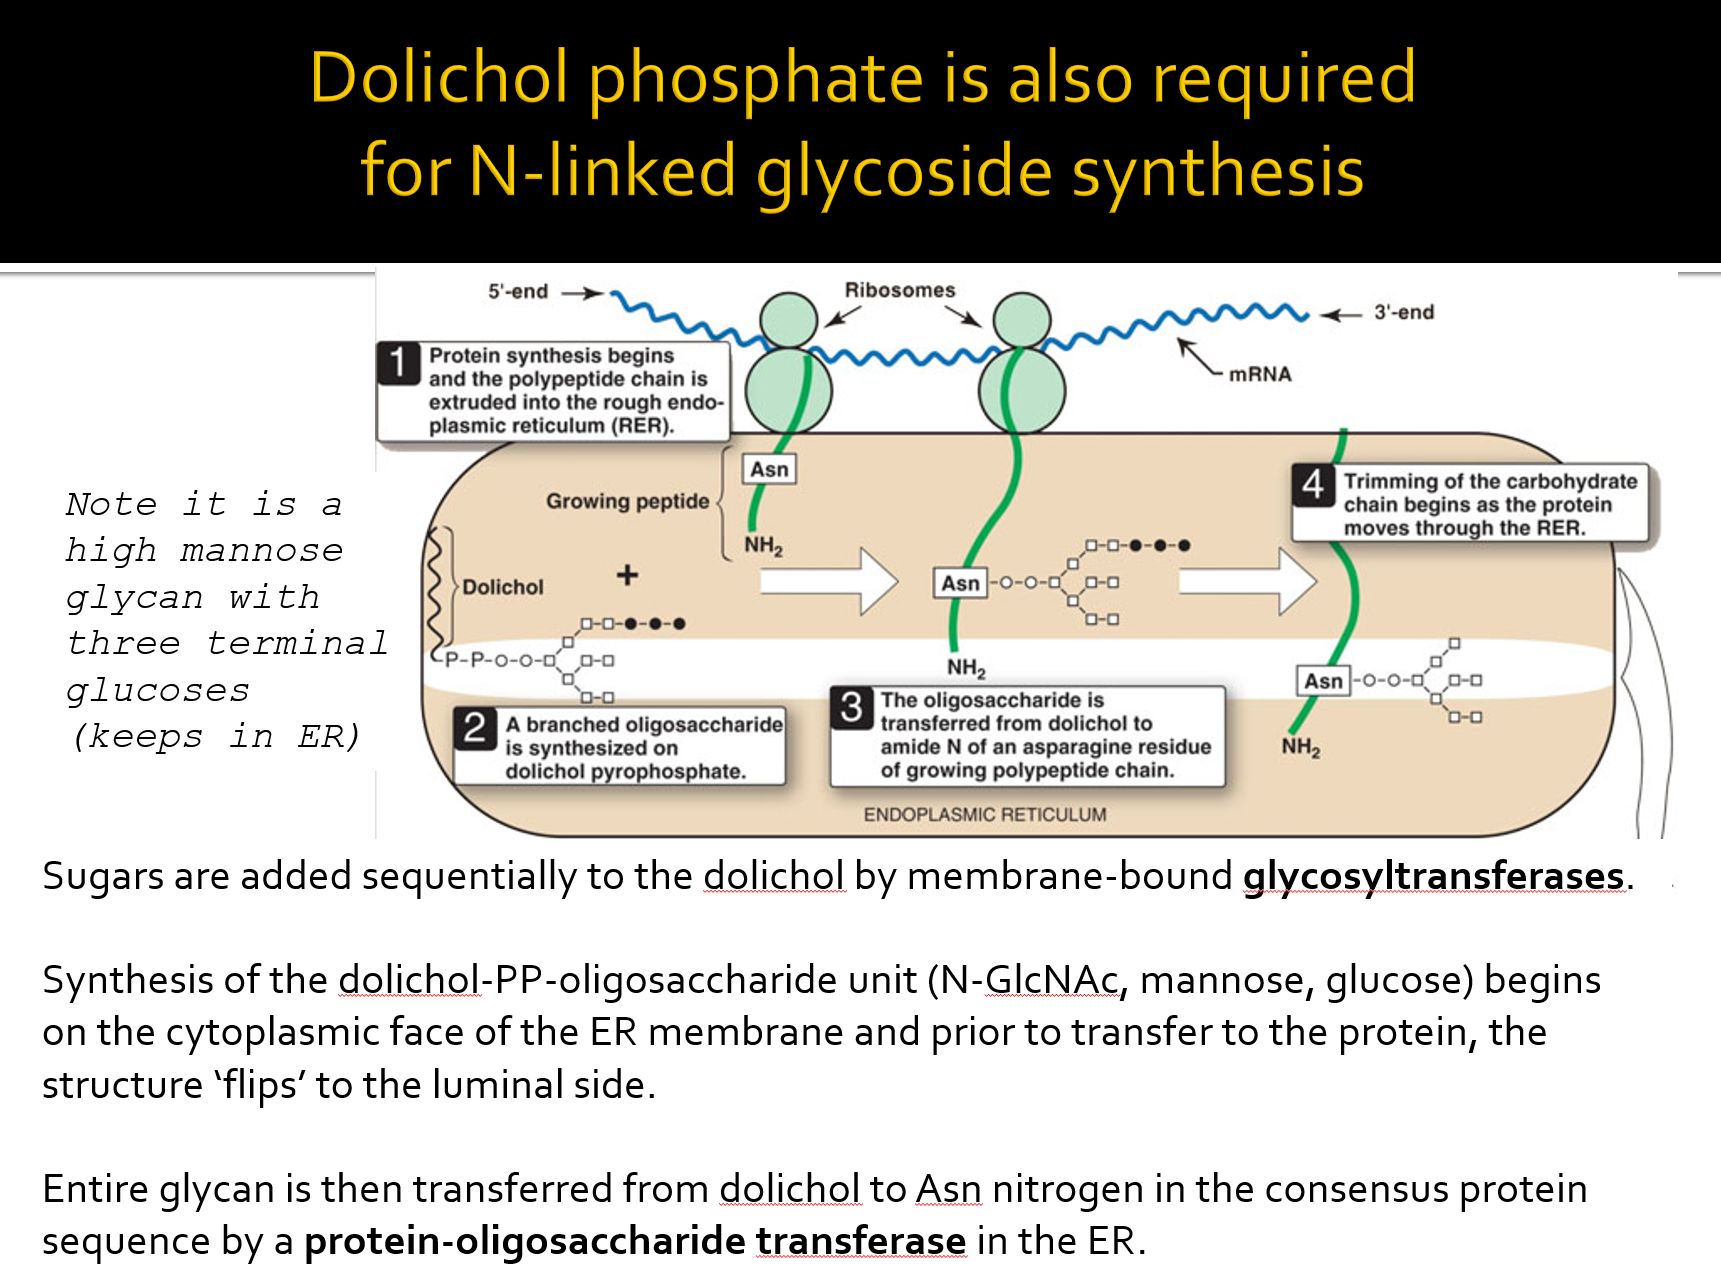 Dolichol phosphate is also required
for N-linked glycoside synthesis
5'-end
Ribosomes
3'-end
mRNA
1
Protein synthesis begins
and the polypeptide chain is
extruded into the rough endo-
plasmic reticulum (RER).
Asn
Growing peptide
NH2
Note it is a
high mannose
glycan with
three terminal
glucoses
(keeps in ER)
Dolichol
+
P-P
2
A branched oligosaccharide
is synthesized on
dolichol pyrophosphate.
Asn
NH2
3
The oligosaccharide is
transferred from dolichol to
amide N of an asparagine residue
of growing polypeptide chain.
4
Trimming of the carbohydrate
chain begins as the protein
moves through the RER.
Asn
NH2
ENDOPLASMIC RETICULUM
Sugars are added sequentially to the dolichol by membrane-bound glycosyltransferases.
Synthesis of the dolichol-PP-oligosaccharide unit (N-GlcNAc, mannose, glucose) begins
on the cytoplasmic face of the ER membrane and prior to transfer to the protein, the
structure ‘flips’ to the luminal side.
Entire glycan is then transferred from dolichol to Asn nitrogen in the consensus protein
sequence by a protein-oligosaccharide transferase in the ER.